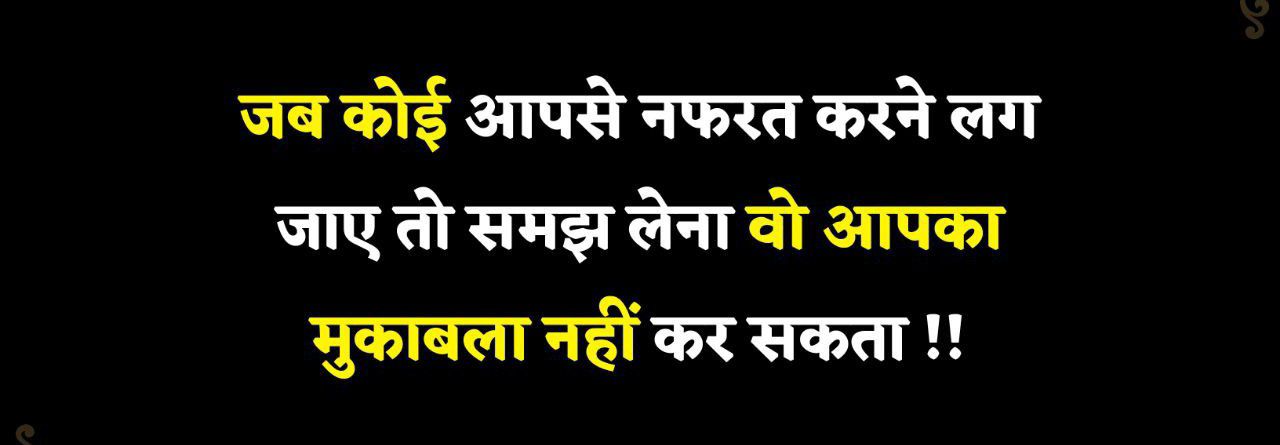 जब कोई आपसे नफरत करने लग
जाए तो समझ लेना वो आपका
मुकाबला नहीं कर सकता !!